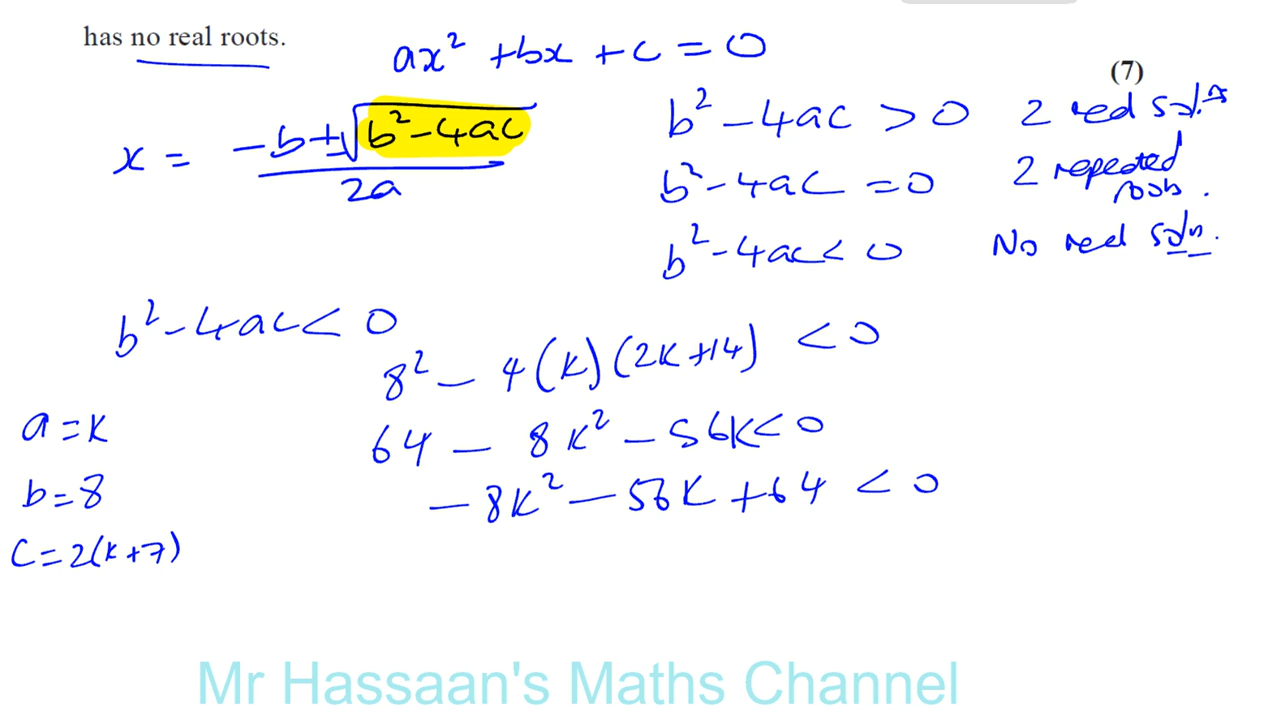 has no real roots.
ax² + bx + c = 0
(7)
x = (-b ± √(b² - 4ac)) / 2a
b² - 4ac > 0 2 real sol.ns
b² - 4ac = 0 2 repeated roots.
b² - 4ac < 0 No real soln.
b² - 4ac < 0
8² - 4(k)(2k+14) < 0
a = k
64 - 8k² - 56k < 0
b = 8
-8k² - 56k + 64 < 0
c = 2(k+7)
Mr Hassaan's Maths Channel